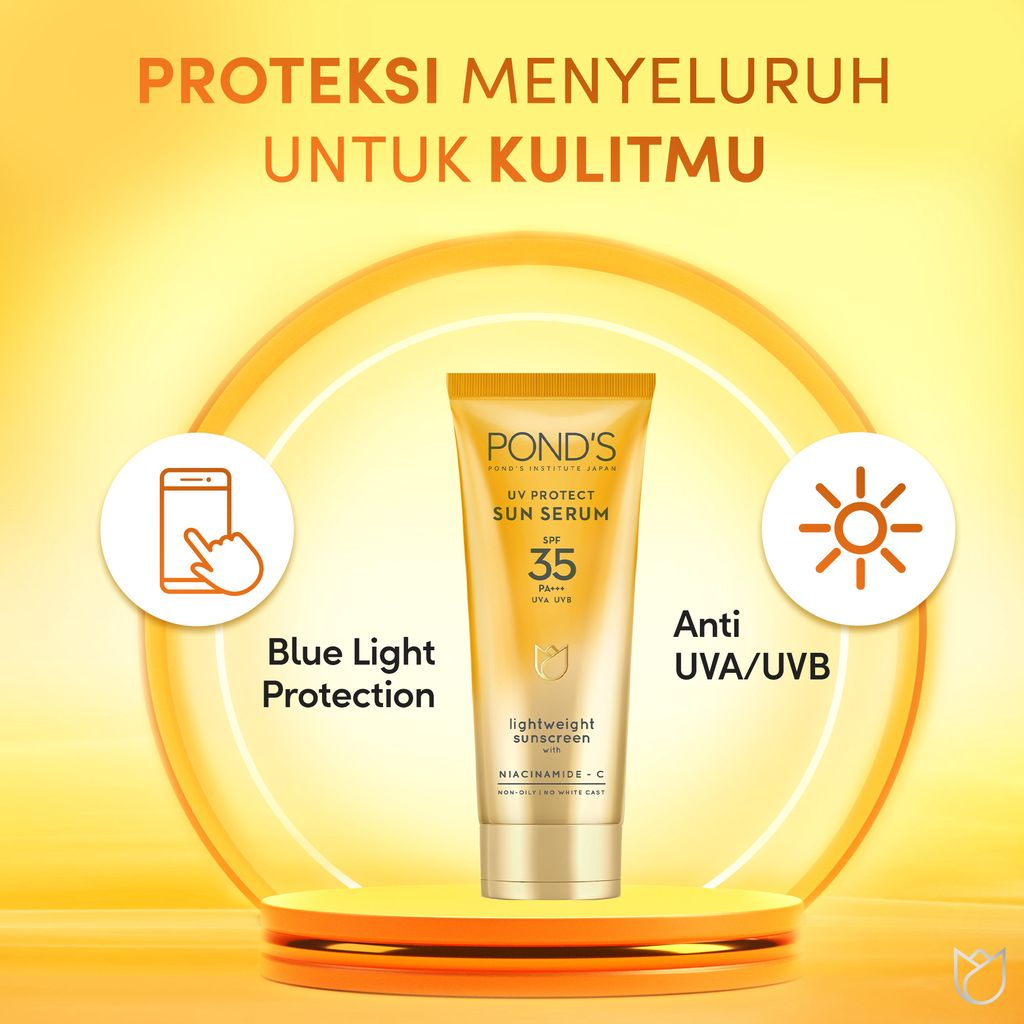 PROTEKSI MENYELURUH
UNTUK KULITMU
POND'S
POND'S INSTITUTE JAPAN
UV PROTECT
SUN SERUM
SPF
35
PA+++
UVA UVB
lightweight
sunscreen
with
NIACINAMIDE - C
NON-OILY | NO WHITE CAST
Blue Light
Protection
Anti
UVA/UVB